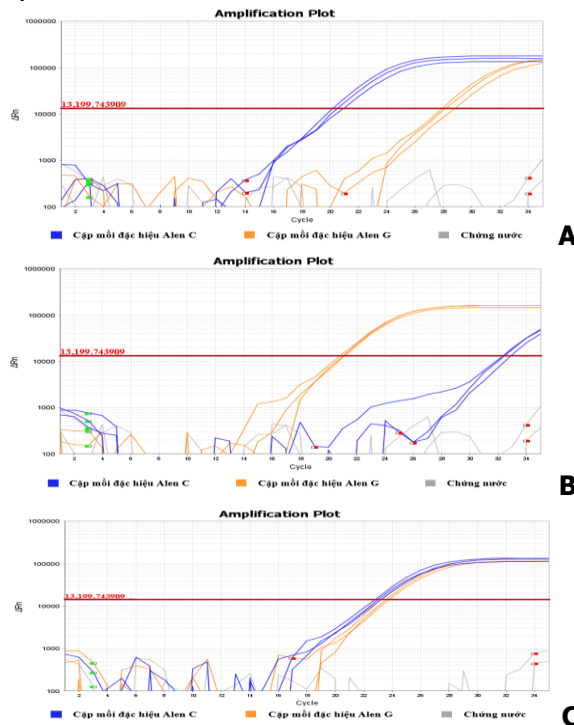 Amplification Plot
1000000
100000
13,199.743909
10000
ΔRn
1000
100
2 4 6 8 10 12 14 16 18 20 22 24 26 28 30 32 34
Cycle
Cặp mồi đặc hiệu Alen C Cặp mồi đặc hiệu Alen G Chứng nước
A
Amplification Plot
1000000
100000
13,199.743909
10000
ΔRn
1000
100
2 4 6 8 10 12 14 16 18 20 22 24 26 28 30 32 34
Cycle
Cặp mồi đặc hiệu Alen C Cặp mồi đặc hiệu Alen G Chứng nước
B
Amplification Plot
1000000
100000
13,199.743909
10000
ΔRn
1000
100
2 4 6 8 10 12 14 16 18 20 22 24 26 28 30 32 34
Cycle
Cặp mồi đặc hiệu Alen C Cặp mồi đặc hiệu Alen G Chứng nước
C